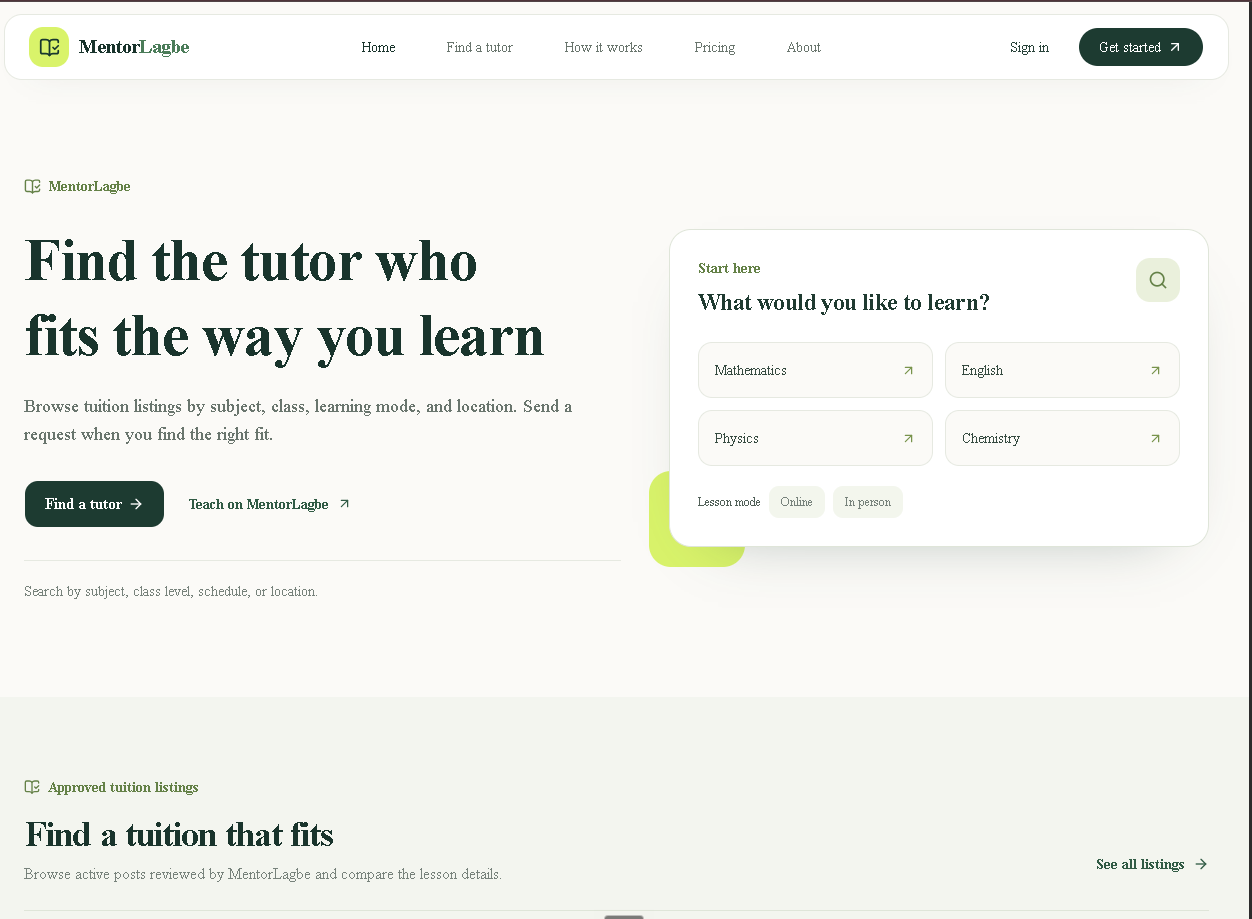 MentorLagbe
Home
Find a tutor
How it works
Pricing
About
Sign in
Get started
MentorLagbe
Find the tutor who
fits the way you learn
Browse tuition listings by subject, class, learning mode, and location. Send a
request when you find the right fit.
Find a tutor
Teach on MentorLagbe
Search by subject, class level, schedule, or location.
Start here
What would you like to learn?
Mathematics
English
Physics
Chemistry
Lesson mode
Online
In person
Approved tuition listings
Find a tuition that fits
Browse active posts reviewed by MentorLagbe and compare the lesson details.
See all listings